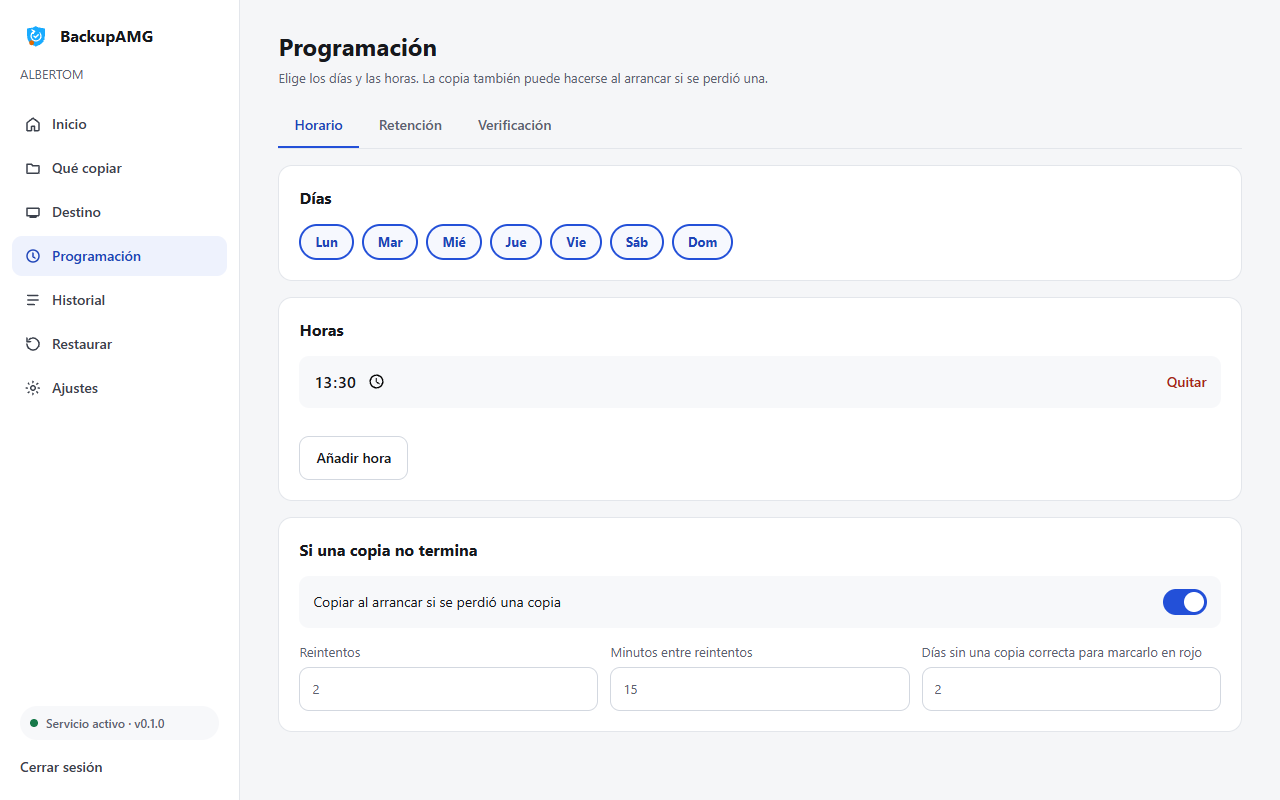 BackupAMG
ALBERTOM
Inicio
Qué copiar
Destino
Programación
Historial
Restaurar
Ajustes
Servicio activo · v0.1.0
Cerrar sesión
Programación
Elige los días y las horas. La copia también puede hacerse al arrancar si se perdió una.
Horario Retención Verificación
Días
Lun Mar Mié Jue Vie Sáb Dom
Horas
13:30 Quitar
Añadir hora
Si una copia no termina
Copiar al arrancar si se perdió una copia
Reintentos Minutos entre reintentos Días sin una copia correcta para marcarlo en rojo
2 15 2